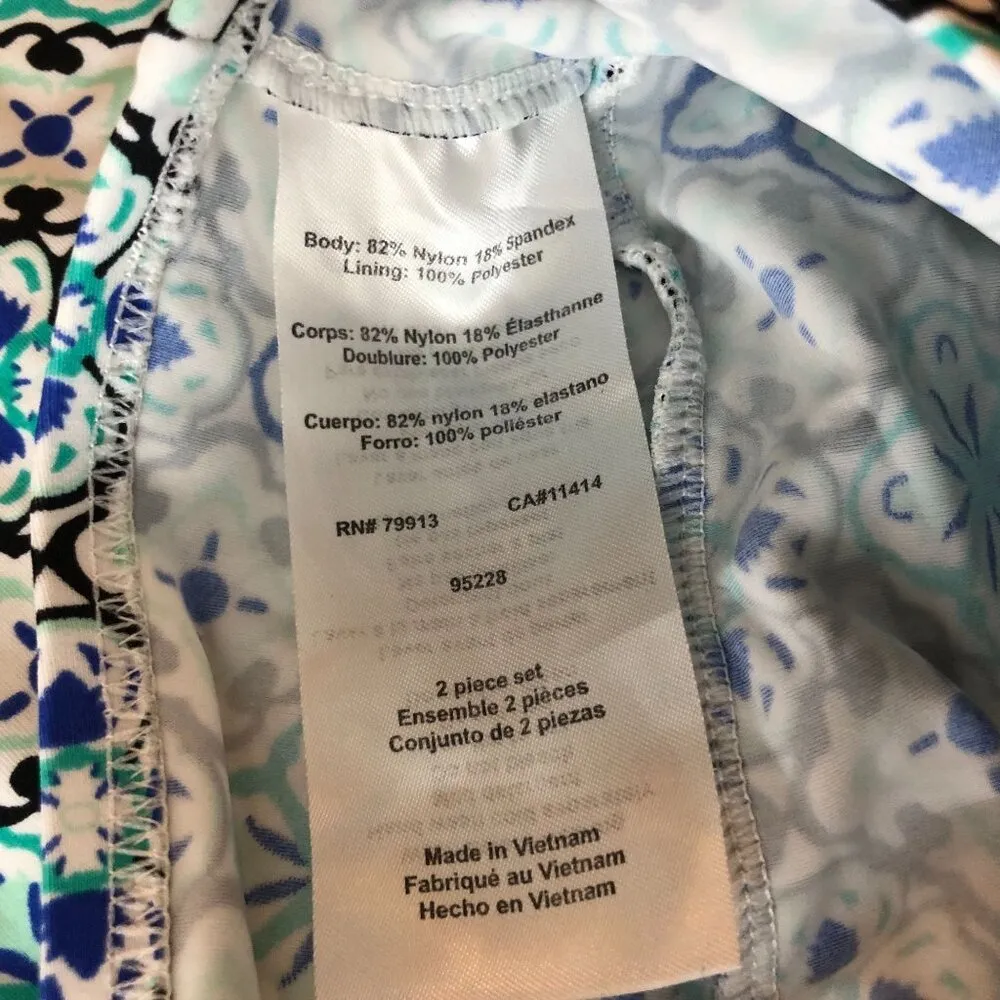 Body: 82% Nylon 18% Spandex
Lining: 100% Polyester
Corps: 82% Nylon 18% Élasthanne
Doublure: 100% Polyester
Cuerpo: 82% nylon 18% elastano
Forro: 100% poliéster
RN# 79913 CA#11414
95228
2 piece set
Ensemble 2 pièces
Conjunto de 2 piezas
Made in Vietnam
Fabriqué au Vietnam
Hecho en Vietnam